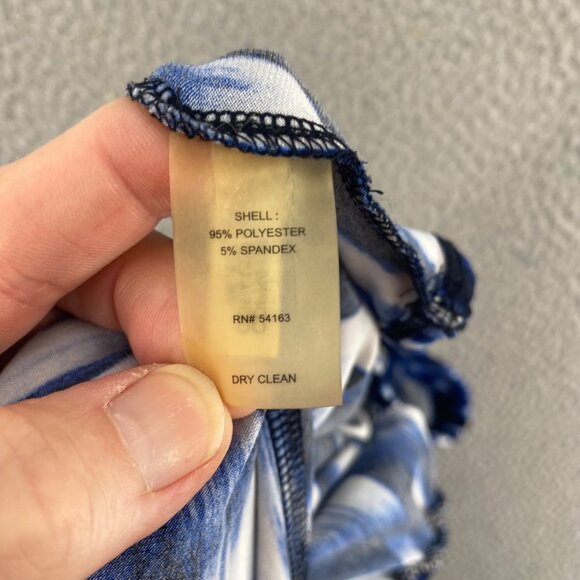 SHELL :
95% POLYESTER
5% SPANDEX
RN# 54163
DRY CLEAN